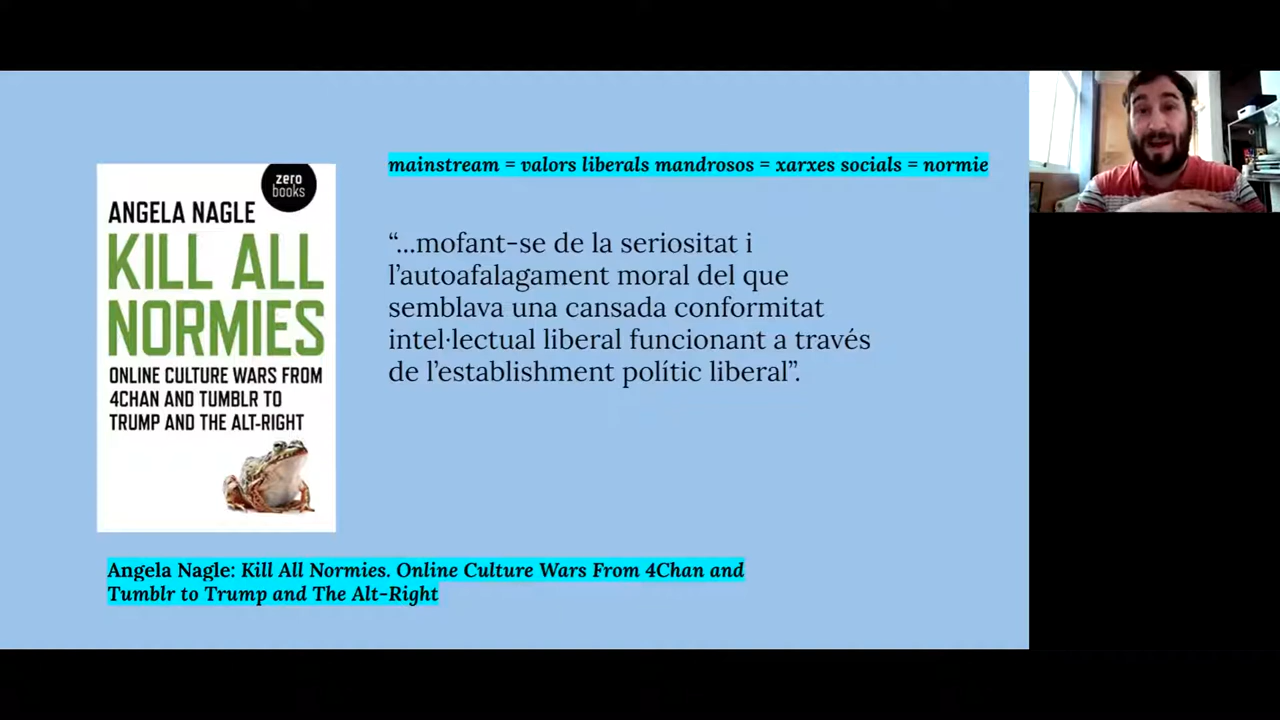 mainstream = valors liberals mandrosos = xarxes socials = normie
zero
books
ANGELA NAGLE
KILL ALL
NORMIES
ONLINE CULTURE WARS FROM
4CHAN AND TUMBLR TO
TRUMP AND THE ALT-RIGHT
“...mofant-se de la seriositat i
l’autoafalagament moral del que
semblava una cansada conformitat
intel·lectual liberal funcionant a través
de l’establishment polític liberal”.
Angela Nagle: Kill All Normies. Online Culture Wars From 4Chan and
Tumblr to Trump and The Alt-Right